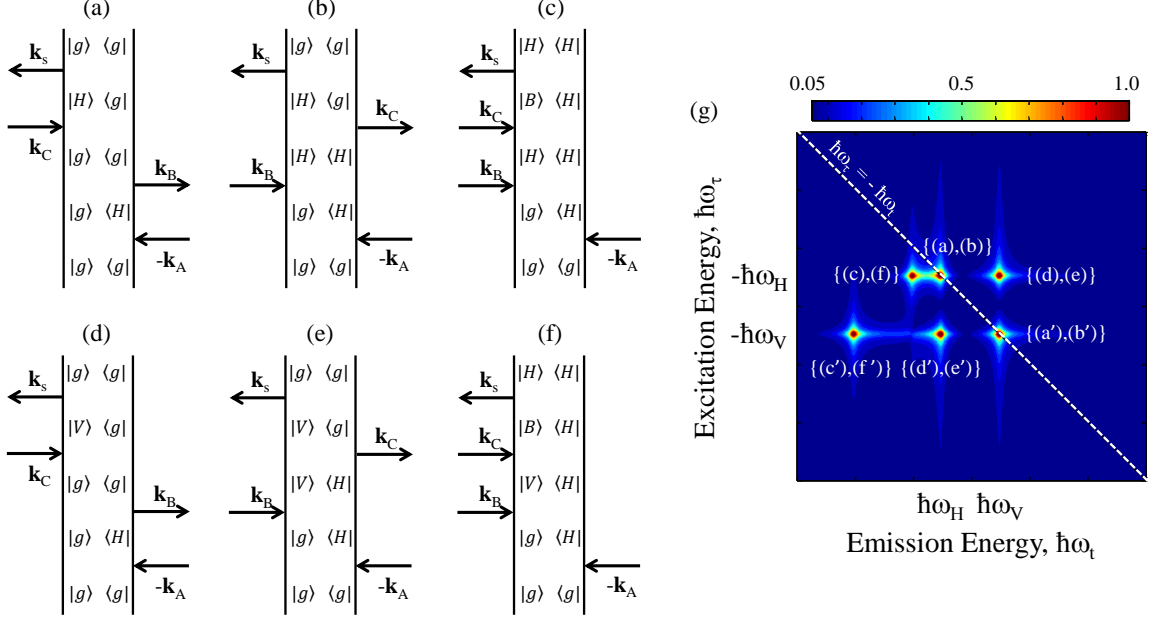 (a)
|g⟩ ⟨g|
k_s
|H⟩ ⟨g|
k_C
|g⟩ ⟨g|
k_B
|g⟩ ⟨H|
-k_A
|g⟩ ⟨g|
(b)
|g⟩ ⟨g|
k_s
|H⟩ ⟨g|
k_C
|H⟩ ⟨H|
k_B
|g⟩ ⟨H|
-k_A
|g⟩ ⟨g|
(c)
|H⟩ ⟨H|
k_s
|B⟩ ⟨H|
k_C
|H⟩ ⟨H|
k_B
|g⟩ ⟨H|
-k_A
|g⟩ ⟨g|
(d)
|g⟩ ⟨g|
k_s
|V⟩ ⟨g|
k_C
|g⟩ ⟨g|
k_B
|g⟩ ⟨H|
-k_A
|g⟩ ⟨g|
(e)
|g⟩ ⟨g|
k_s
|V⟩ ⟨g|
k_C
|V⟩ ⟨H|
k_B
|g⟩ ⟨H|
-k_A
|g⟩ ⟨g|
(f)
|H⟩ ⟨H|
k_s
|B⟩ ⟨H|
k_C
|V⟩ ⟨H|
k_B
|g⟩ ⟨H|
-k_A
|g⟩ ⟨g|
(g)
0.05 0.5 1.0
ħω_τ = - ħω_t
{(a),(b)}
{(c),(f)} {(d),(e)}
{(a′),(b′)}
{(c′),(f ′)} {(d′),(e′)}
Excitation Energy, ħω_τ
-ħω_H
-ħω_V
ħω_H ħω_V
Emission Energy, ħω_t